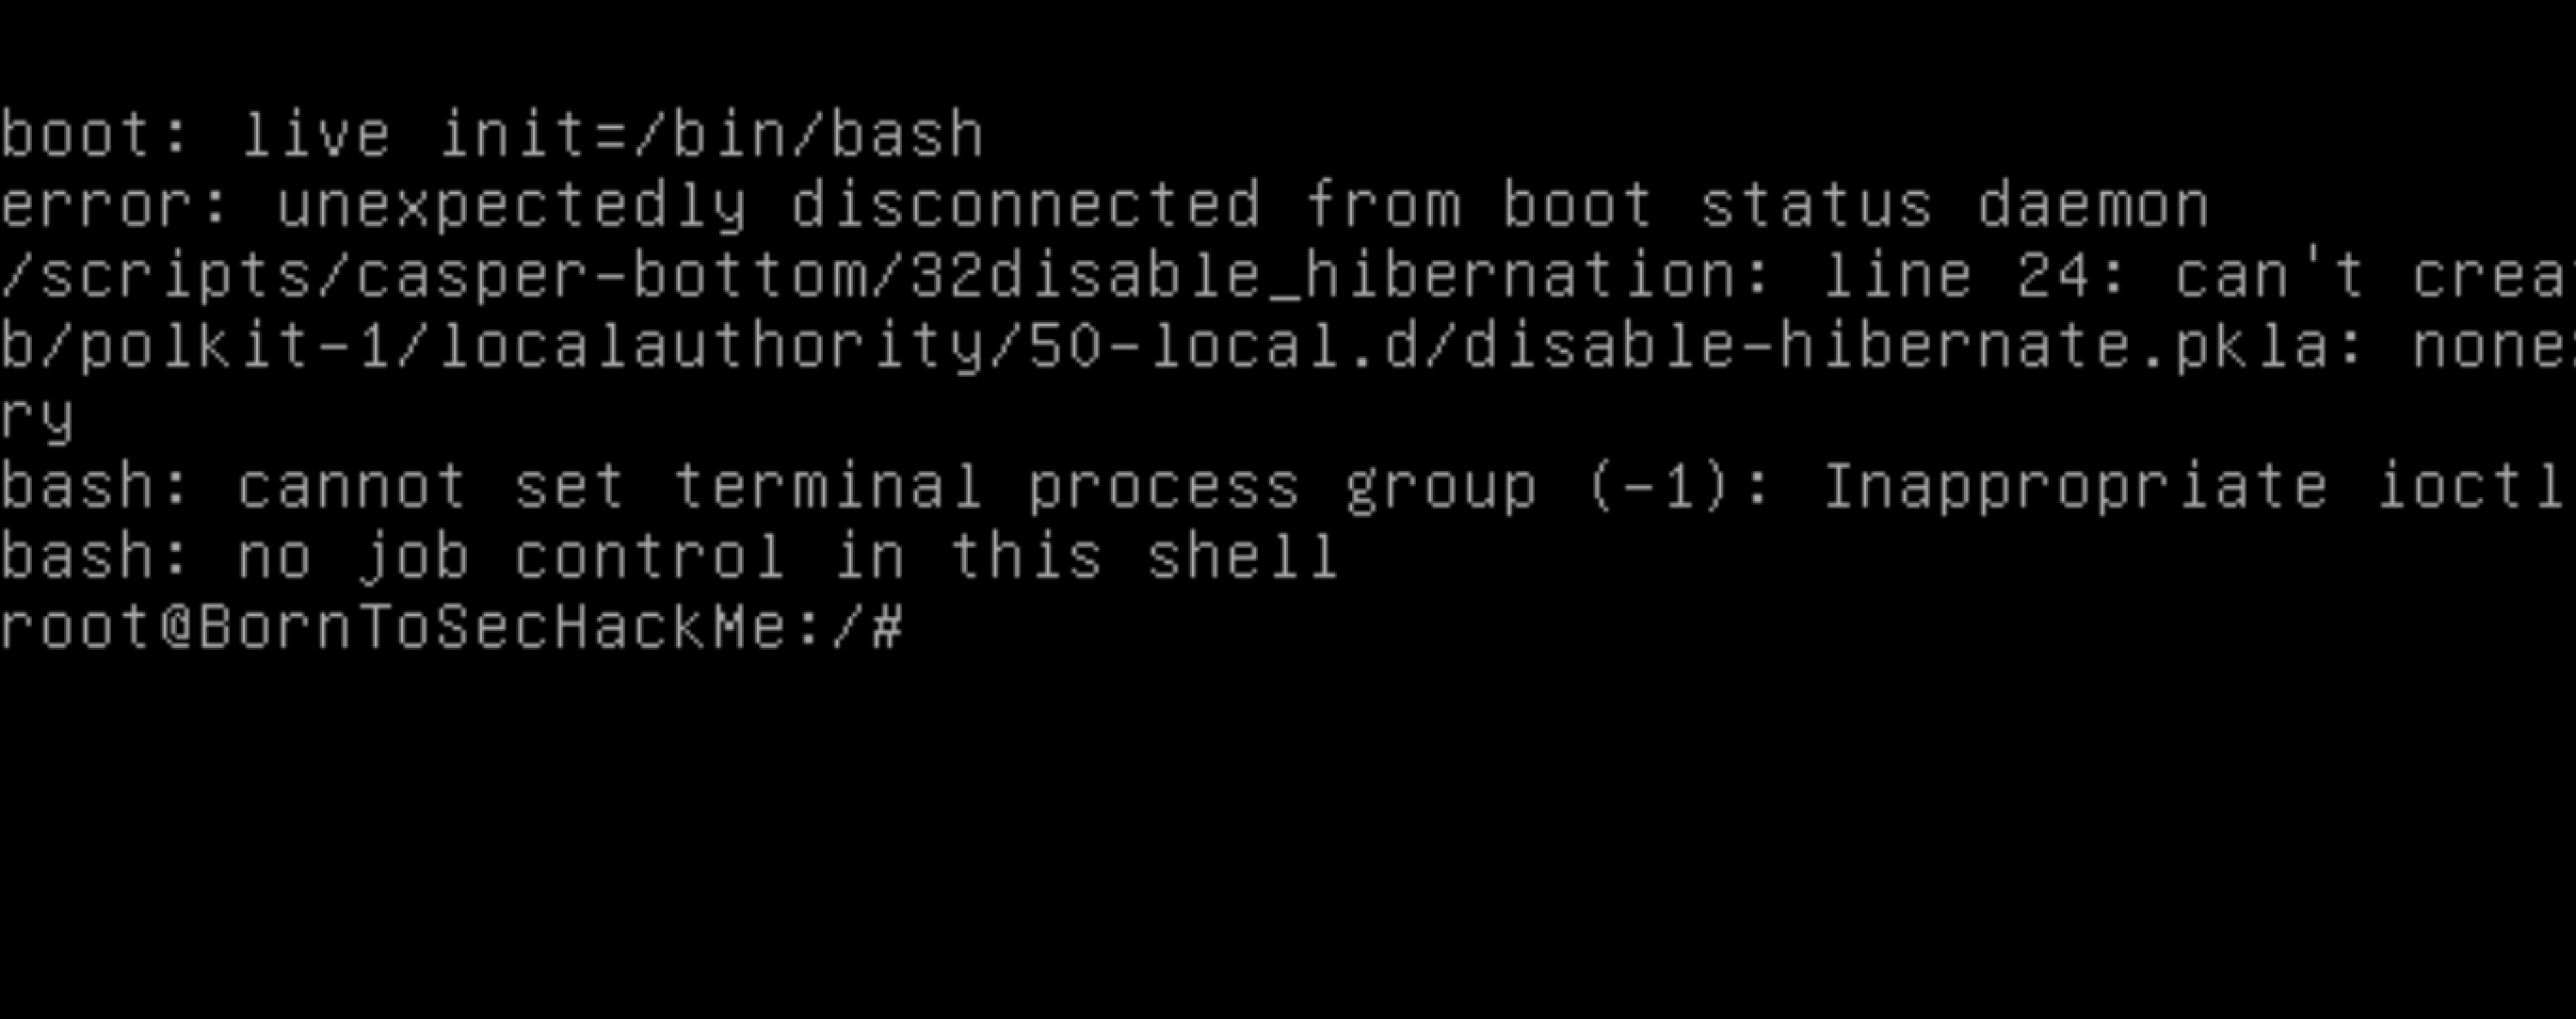 boot: live init=/bin/bash
error: unexpectedly disconnected from boot status daemon
/scripts/casper-bottom/32disable_hibernation: line 24: can't crea
b/polkit-1/localauthority/50-local.d/disable-hibernate.pkla: none
ry
bash: cannot set terminal process group (-1): Inappropriate ioctl
bash: no job control in this shell
root@BornToSecHackMe:/#